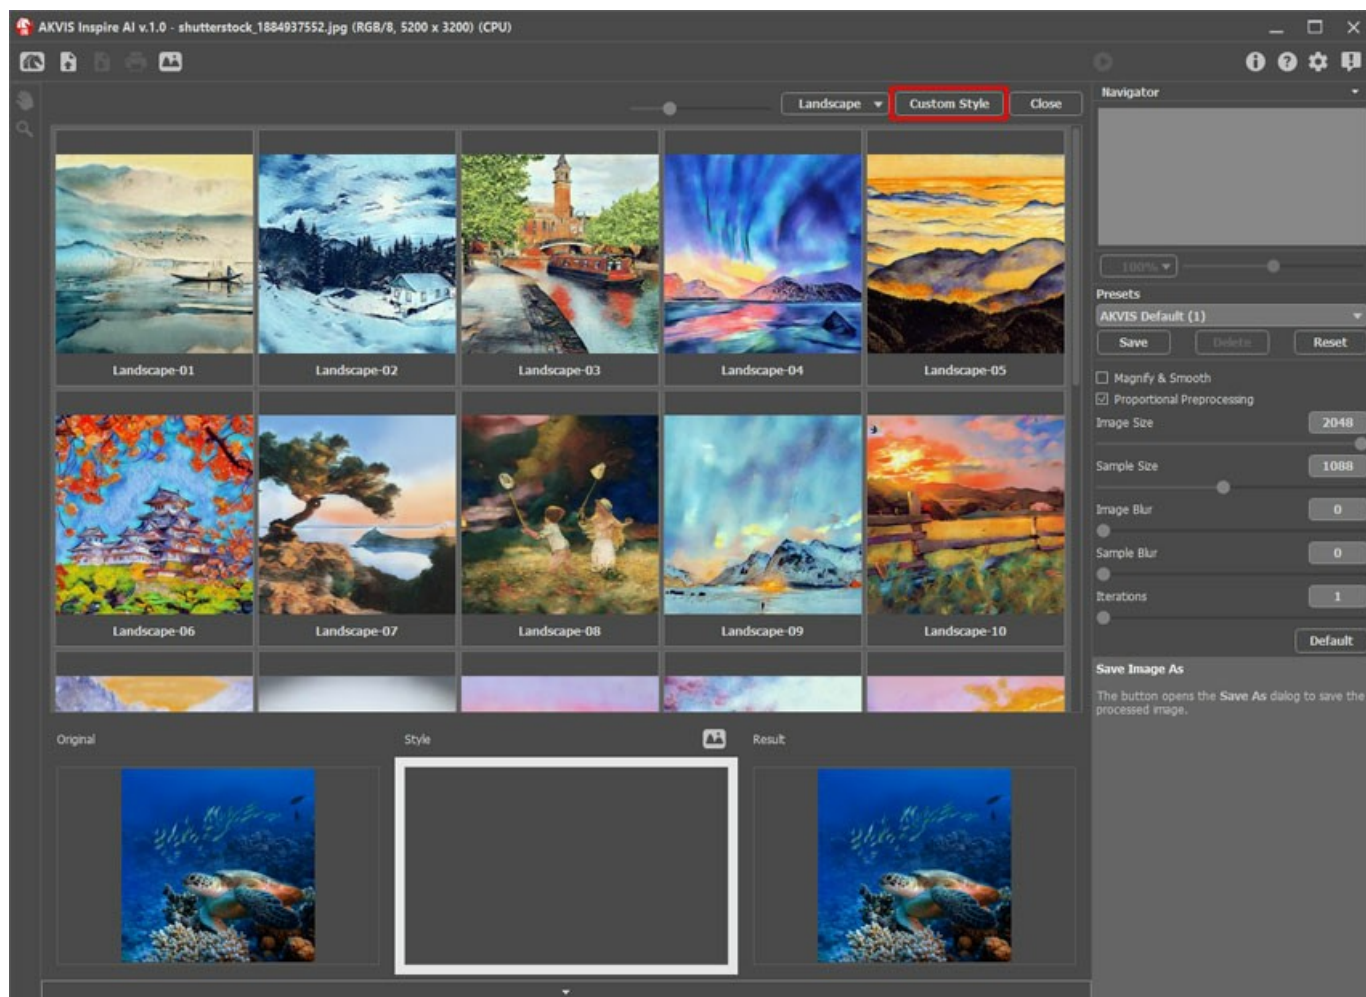 AKVIS Inspire AI v.1.0 - shutterstock_1884937552.jpg (RGB/8, 5200 x 3200) (CPU)
Landscape
Custom Style
Close
Navigator
Landscape-01
Landscape-02
Landscape-03
Landscape-04
Landscape-05
100%
Presets
AKVIS Default (1)
Save
Delete
Reset
Magnify & Smooth
Proportional Preprocessing
Image Size
2048
Sample Size
1088
Image Blur
0
Sample Blur
0
Iterations
1
Default
Landscape-06
Landscape-07
Landscape-08
Landscape-09
Landscape-10
Save Image As
The button opens the Save As dialog to save the
processed image.
Original
Style
Result